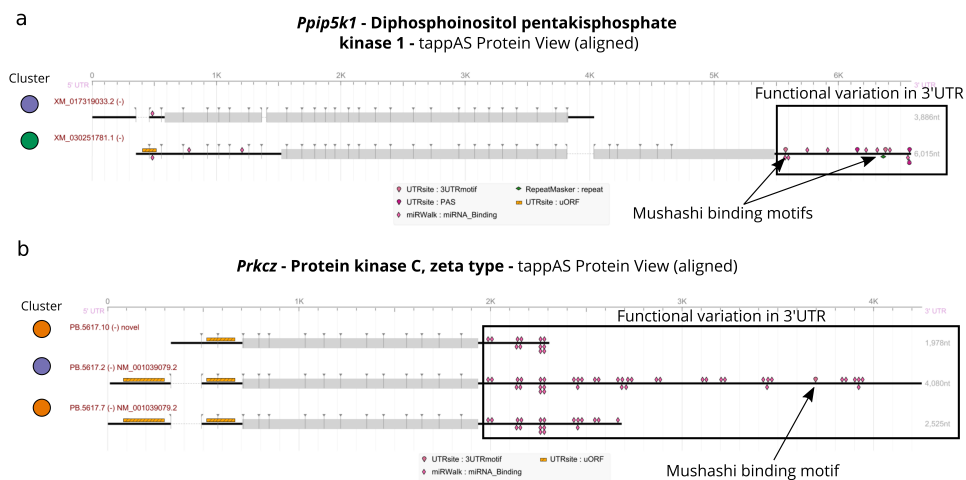 a
Ppip5k1 - Diphosphoinositol pentakisphosphate
kinase 1 - tappAS Protein View (aligned)
Cluster
0 1K 2K 3K 4K 5K 6K
5' UTR 3' UTR
Functional variation in 3'UTR
XM_017319033.2 (-)
3,886nt
XM_030251781.1 (-)
6,015nt
UTRsite : 3UTRmotif RepeatMasker : repeat
UTRsite : PAS UTRsite : uORF
miRWalk : miRNA_Binding
Mushashi binding motifs
b
Prkcz - Protein kinase C, zeta type - tappAS Protein View (aligned)
Cluster
0 1K 2K 3K 4K
5' UTR 3' UTR
Functional variation in 3'UTR
PB.5617.10 (-) novel
1,978nt
PB.5617.2 (-) NM_001039079.2
4,080nt
PB.5617.7 (-) NM_001039079.2
2,525nt
UTRsite : 3UTRmotif UTRsite : uORF
miRWalk : miRNA_Binding
Mushashi binding motif